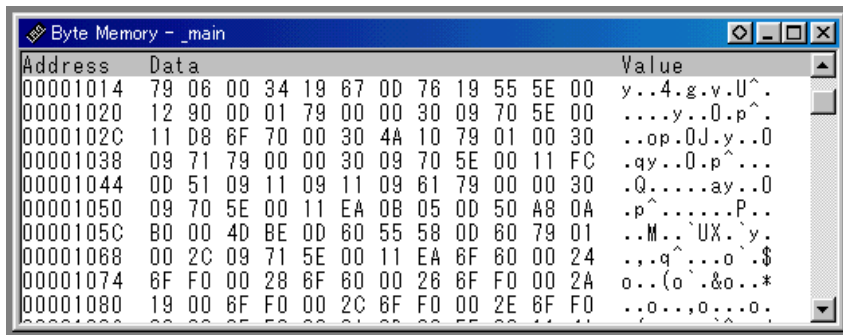 Byte Memory - _main
Address Data Value
00001014 79 06 00 34 19 67 0D 76 19 55 5E 00 y..4.g.v.U^.
00001020 12 90 0D 01 79 00 00 30 09 70 5E 00 ....y..0.p^.
0000102C 11 D8 6F 70 00 30 4A 10 79 01 00 30 ..op.0J.y..0
00001038 09 71 79 00 00 30 09 70 5E 00 11 FC .qy..0.p^...
00001044 0D 51 09 11 09 11 09 61 79 00 00 30 .Q.....ay..0
00001050 09 70 5E 00 11 EA 0B 05 0D 50 A8 0A .p^......P..
0000105C B0 00 4D BE 0D 60 55 58 0D 60 79 01 ..M..`UX.`y.
00001068 00 2C 09 71 5E 00 11 EA 6F 60 00 24 .,.q^...o`.$
00001074 6F F0 00 28 6F 60 00 26 6F F0 00 2A o..(o`.&o..*
00001080 19 00 6F F0 00 2C 6F F0 00 2E 6F F0 ..o..,o...o.